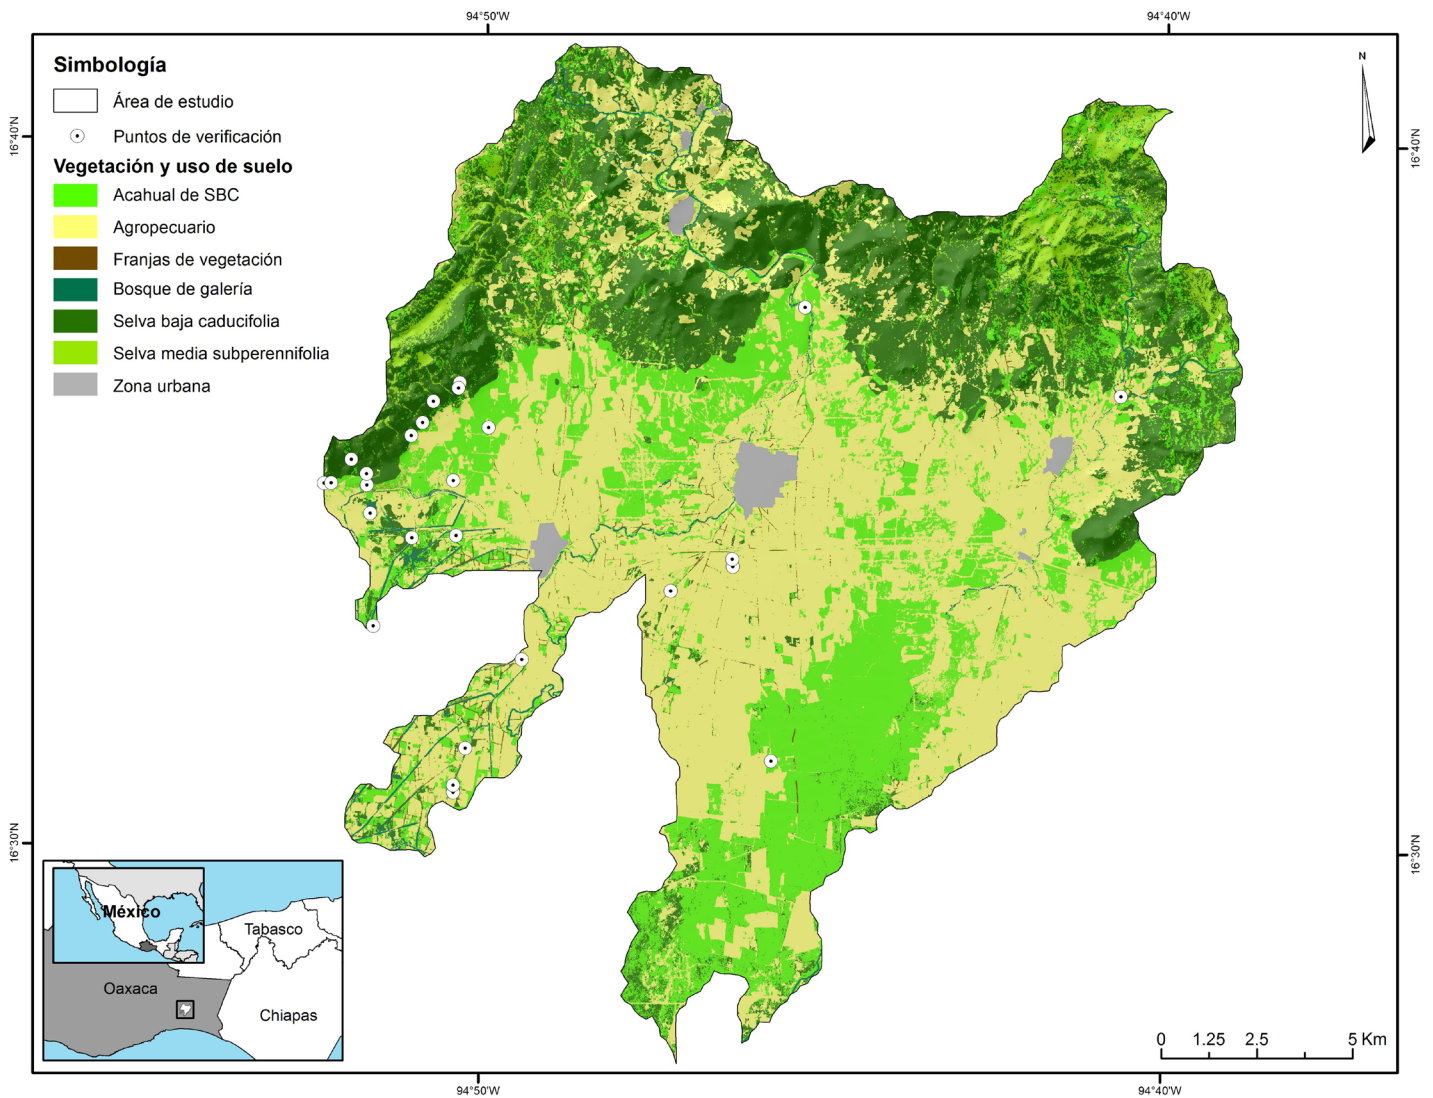 94°50'W
94°40'W
Simbología
Área de estudio
Puntos de verificación
Vegetación y uso de suelo
Acahual de SBC
Agropecuario
Franjas de vegetación
Bosque de galería
Selva baja caducifolia
Selva media subperennifolia
Zona urbana
N
16°40'N
16°40'N
16°30'N
16°30'N
México
Tabasco
Oaxaca
Chiapas
0 1.25 2.5 5 Km
94°50'W
94°40'W